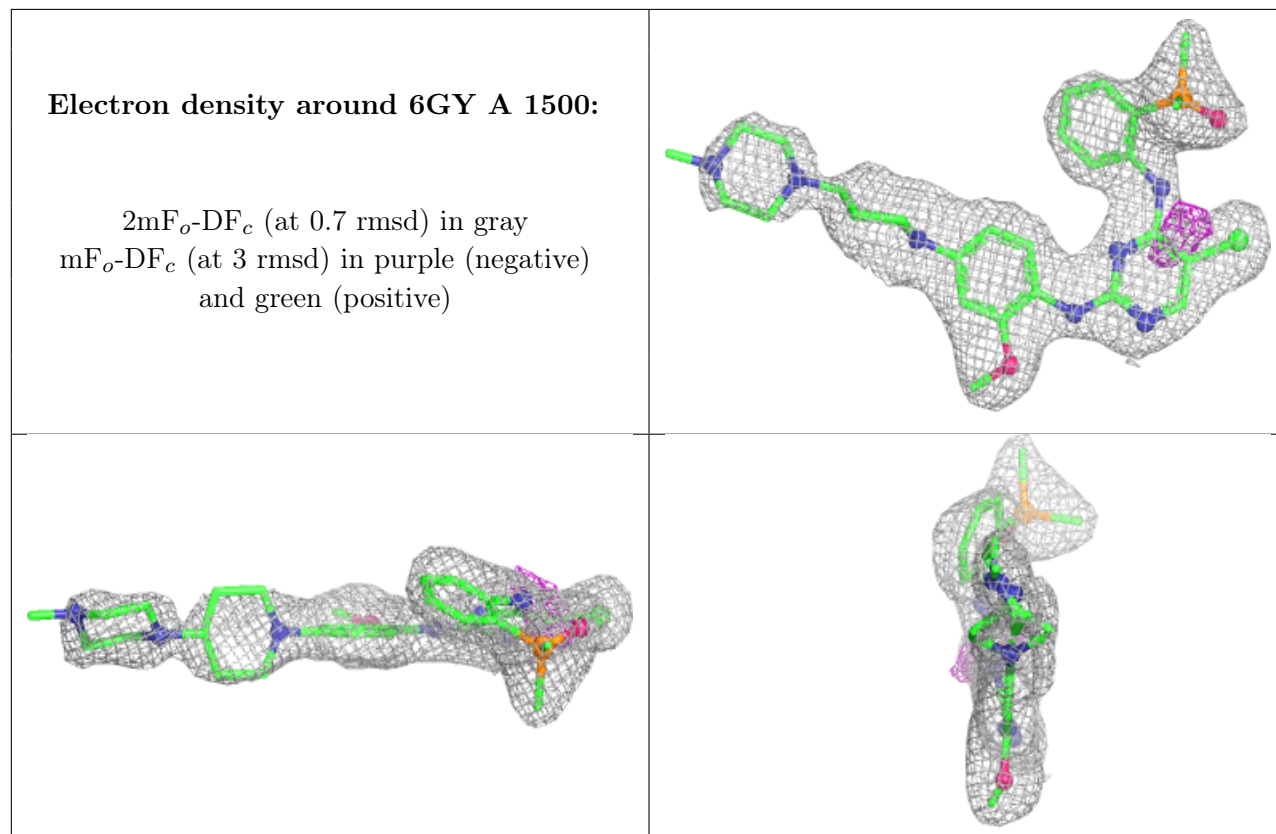 Electron density around 6GY A 1500:
2mFo-DFc (at 0.7 rmsd) in gray
mFo-DFc (at 3 rmsd) in purple (negative)
and green (positive)